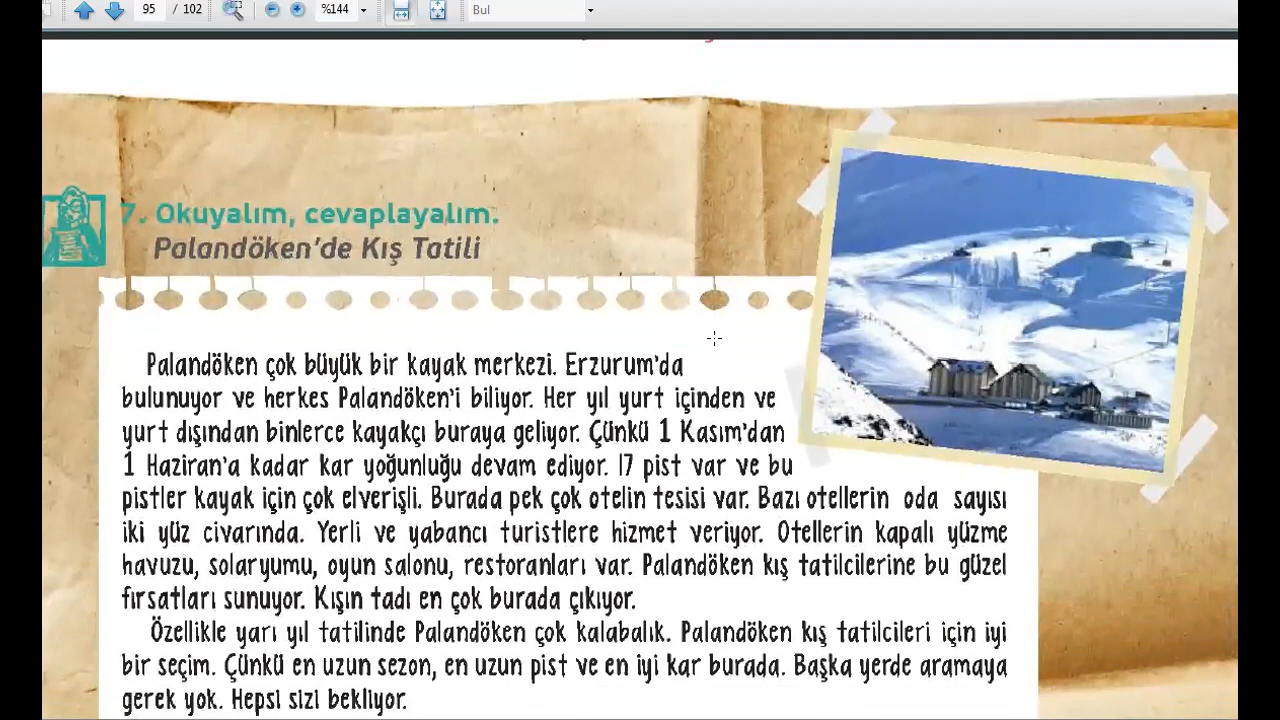 95 / 102 %144 Bul
7. Okuyalım, cevaplayalım.
Palandöken'de Kış Tatili
Palandöken çok büyük bir kayak merkezi. Erzurum'da
bulunuyor ve herkes Palandöken'i biliyor. Her yıl yurt içinden ve
yurt dışından binlerce kayakçı buraya geliyor. Çünkü 1 Kasım'dan
1 Haziran'a kadar kar yoğunluğu devam ediyor. 17 pist var ve bu
pistler kayak için çok elverişli. Burada pek çok otelin tesisi var. Bazı otellerin oda sayısı
iki yüz civarında. Yerli ve yabancı turistlere hizmet veriyor. Otellerin kapalı yüzme
havuzu, solaryumu, oyun salonu, restoranları var. Palandöken kış tatilcilerine bu güzel
fırsatları sunuyor. Kışın tadı en çok burada çıkıyor.
Özellikle yarı yıl tatilinde Palandöken çok kalabalık. Palandöken kış tatilcileri için iyi
bir seçim. Çünkü en uzun sezon, en uzun pist ve en iyi kar burada. Başka yerde aramaya
gerek yok. Hepsi sizi bekliyor.